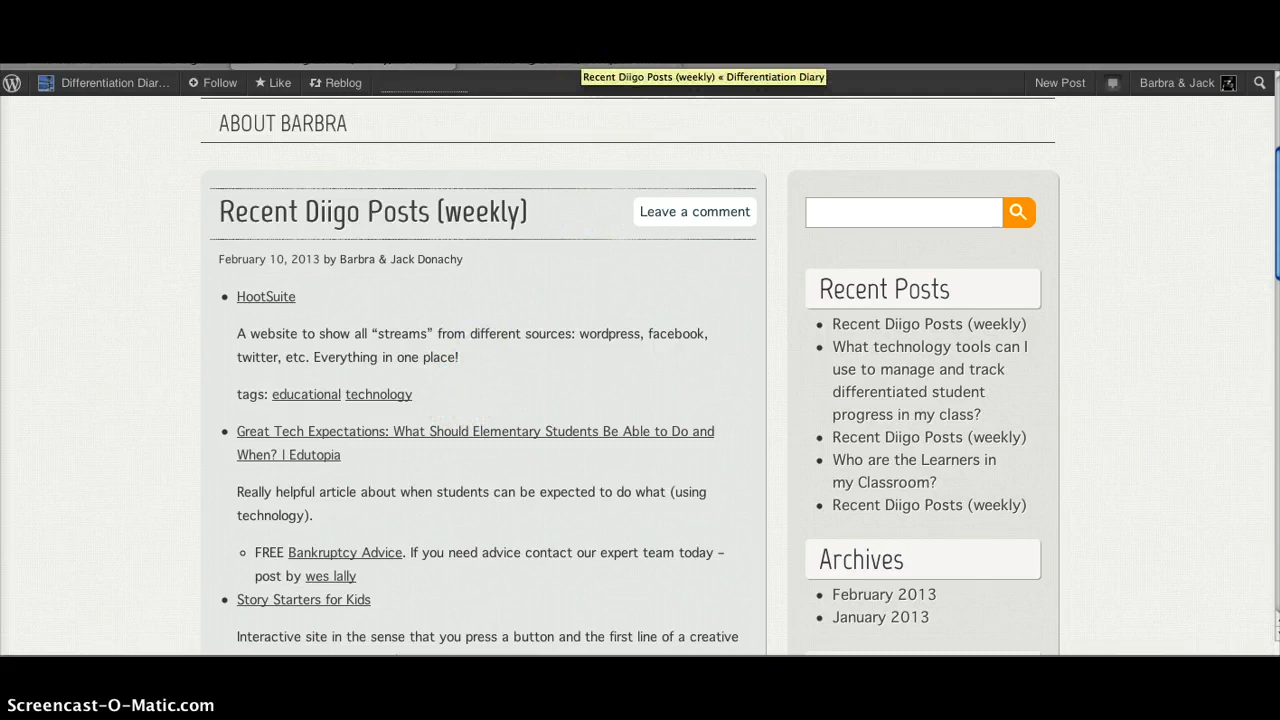 Recent Diigo Posts (weekly) « Differentiation Diary
Differentiation Diar... Follow Like Reblog New Post Barbra & Jack
ABOUT BARBRA
Recent Diigo Posts (weekly)
Leave a comment
February 10, 2013 by Barbra & Jack Donachy
HootSuite
A website to show all “streams” from different sources: wordpress, facebook,
twitter, etc. Everything in one place!
tags: educational technology
Great Tech Expectations: What Should Elementary Students Be Able to Do and
When? | Edutopia
Really helpful article about when students can be expected to do what (using
technology).
FREE Bankruptcy Advice. If you need advice contact our expert team today –
post by wes lally
Story Starters for Kids
Interactive site in the sense that you press a button and the first line of a creative
Recent Posts
Recent Diigo Posts (weekly)
What technology tools can I
use to manage and track
differentiated student
progress in my class?
Recent Diigo Posts (weekly)
Who are the Learners in
my Classroom?
Recent Diigo Posts (weekly)
Archives
February 2013
January 2013
Screencast-O-Matic.com